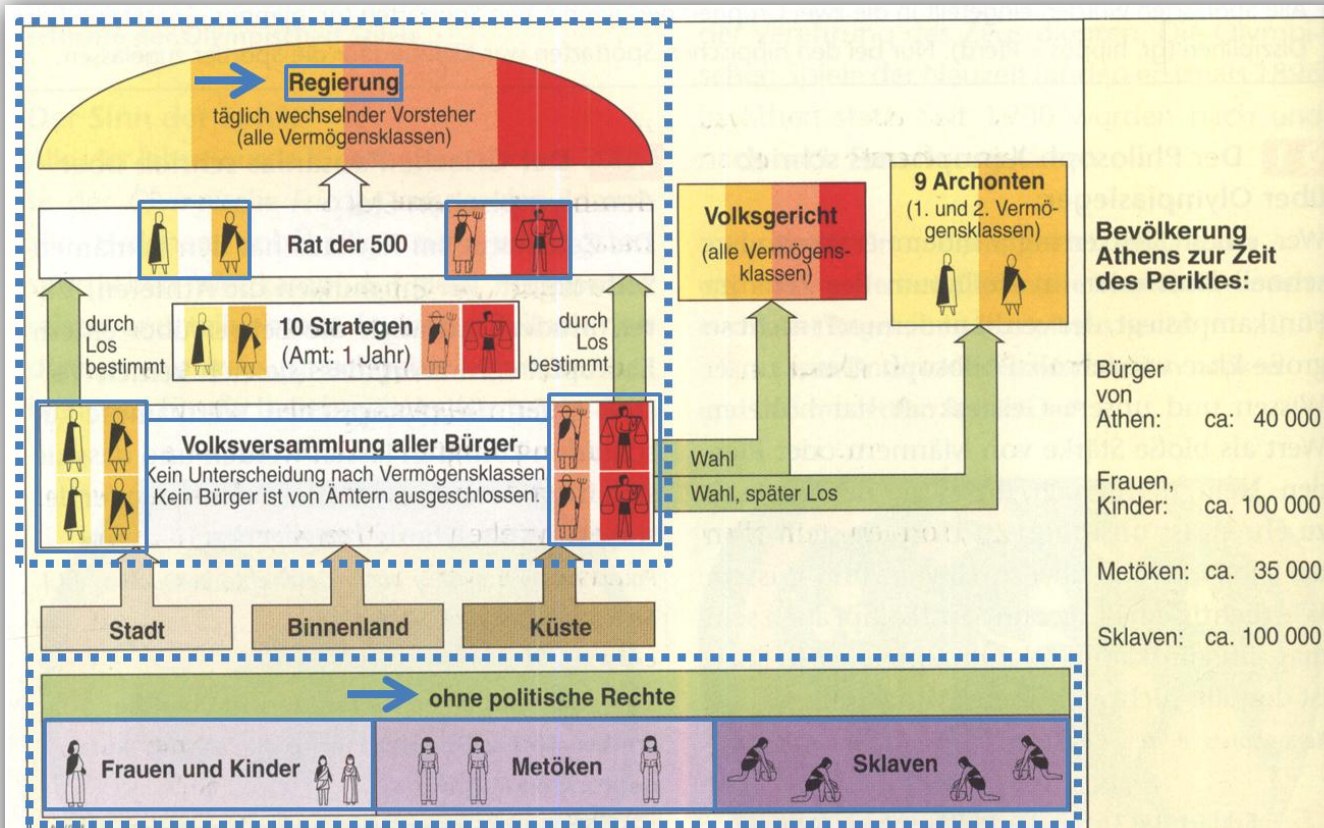 Regierung
täglich wechselnder Vorsteher
(alle Vermögensklassen)
Rat der 500
durch
Los
bestimmt
10 Strategen
(Amt: 1 Jahr)
durch
Los
bestimmt
Volksversammlung aller Bürger
Kein Unterscheidung nach Vermögensklassen
Kein Bürger ist von Ämtern ausgeschlossen.
Stadt
Binnenland
Küste
Volksgericht
(alle Vermögens-
klassen)
9 Archonten
(1. und 2. Vermö-
gensklassen)
Wahl
Wahl, später Los
ohne politische Rechte
Frauen und Kinder
Metöken
Sklaven
Bevölkerung
Athens zur Zeit
des Perikles:
Bürger
von
Athen: ca: 40 000
Frauen,
Kinder: ca. 100 000
Metöken: ca. 35 000
Sklaven: ca. 100 000